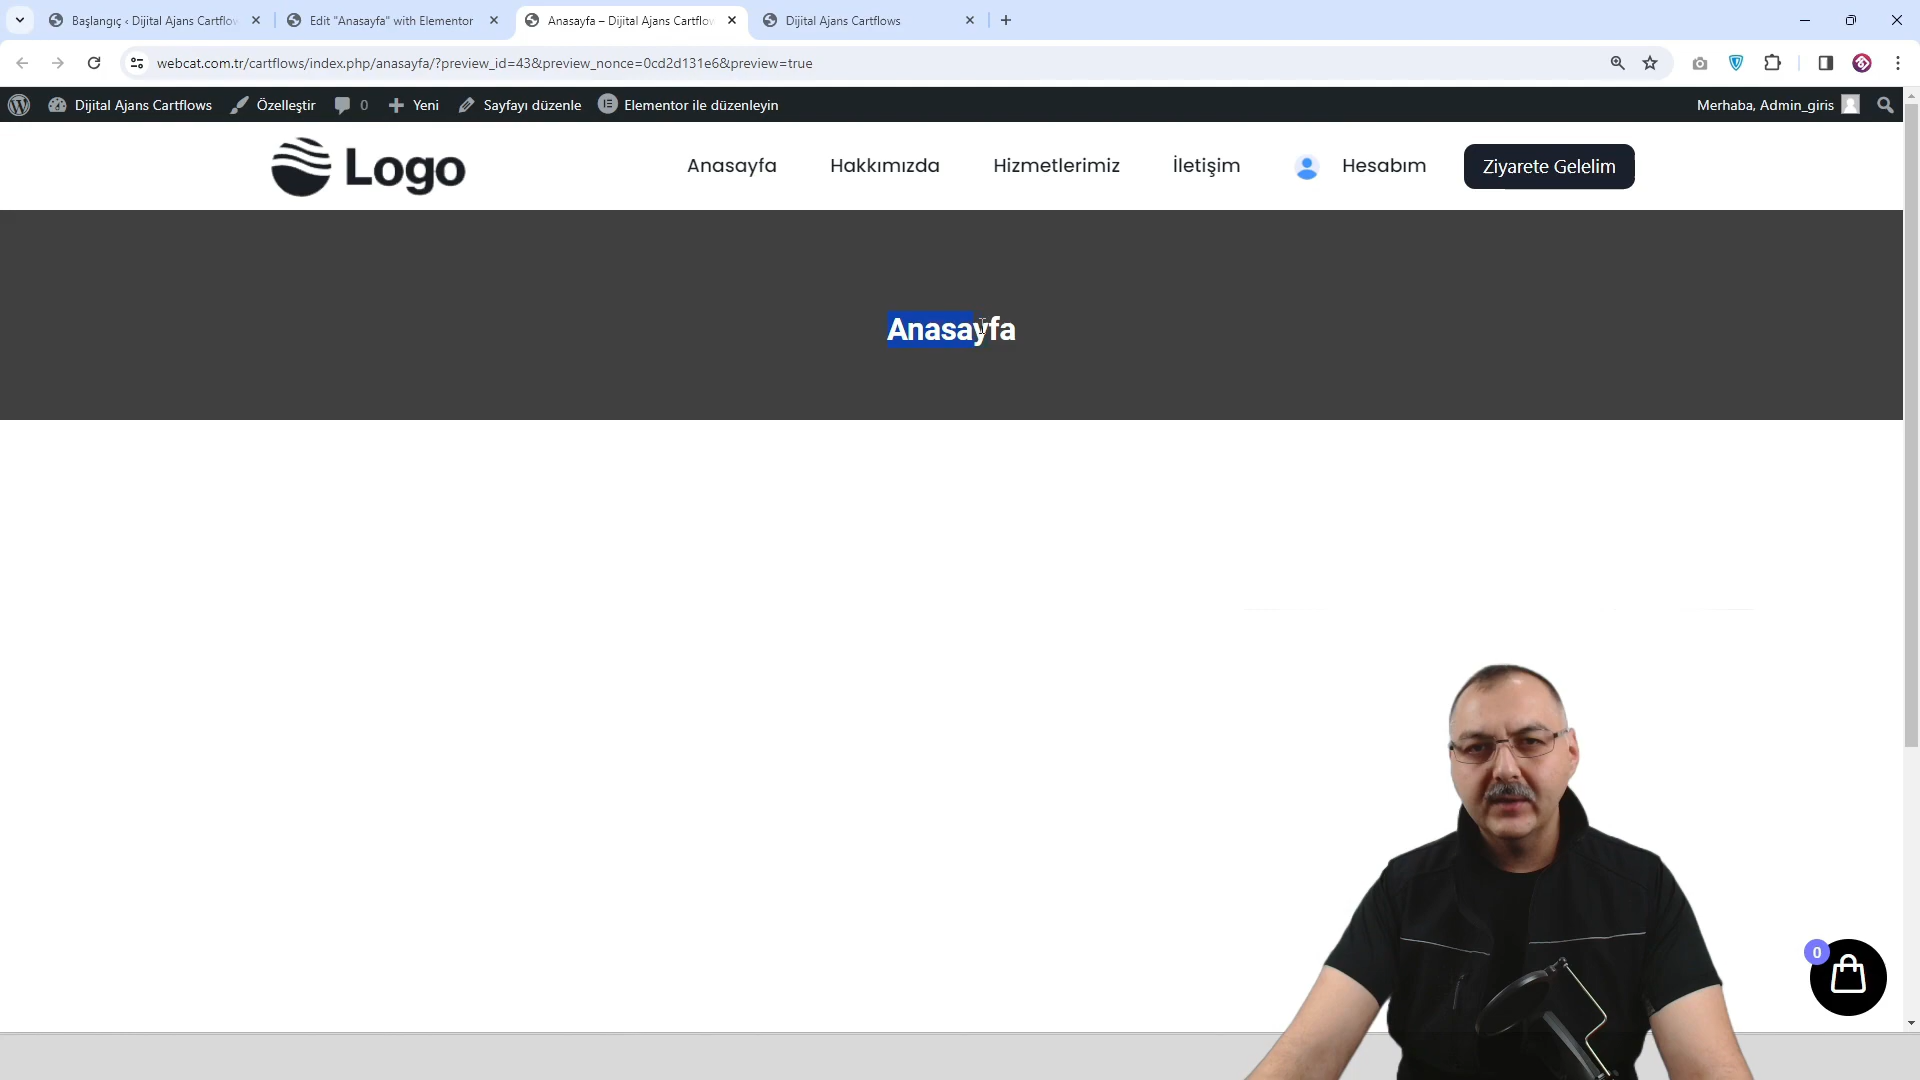 Başlangıç ‹ Dijital Ajans Cartflow
Edit "Anasayfa" with Elementor
Anasayfa – Dijital Ajans Cartflo
Dijital Ajans Cartflows
webcat.com.tr/cartflows/index.php/anasayfa/?preview_id=43&preview_nonce=0cd2d131e6&preview=true
Dijital Ajans Cartflows
Özelleştir
0
Yeni
Sayfayı düzenle
Elementor ile düzenleyin
Merhaba, Admin_giris
Logo
Anasayfa
Hakkımızda
Hizmetlerimiz
İletişim
Hesabım
Ziyarete Gelelim
Anasayfa
0